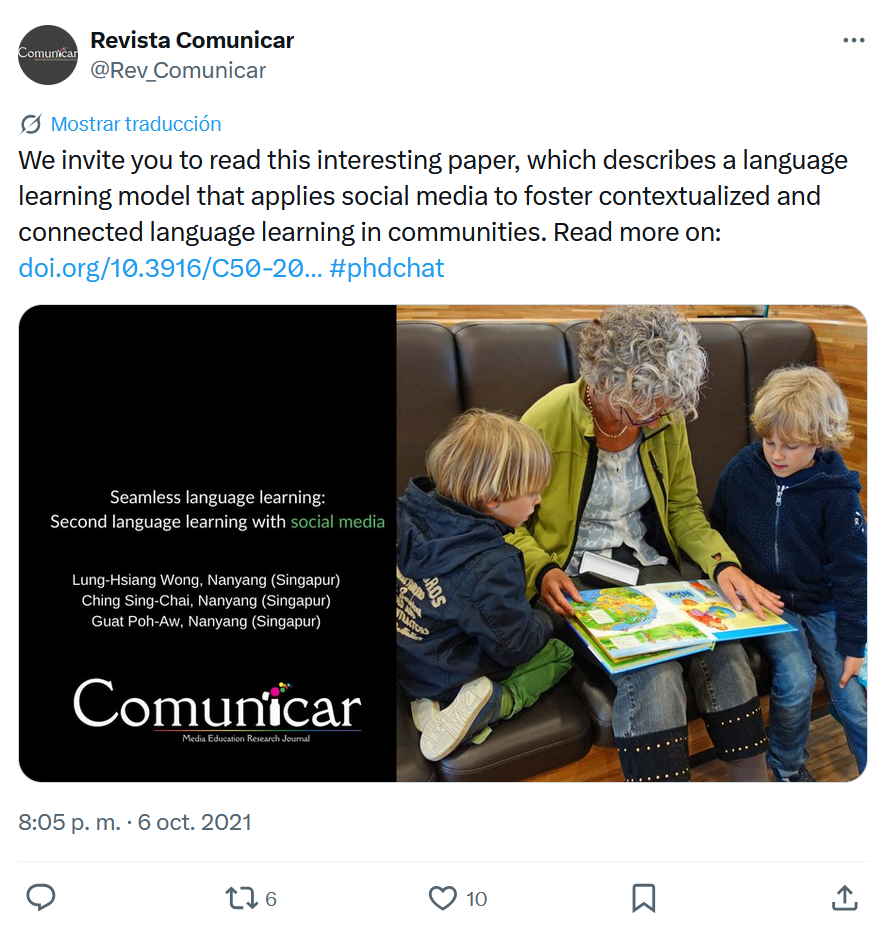 Comunicar
Revista Comunicar
@Rev_Comunicar
Mostrar traducción
We invite you to read this interesting paper, which describes a language
learning model that applies social media to foster contextualized and
connected language learning in communities. Read more on:
doi.org/10.3916/C50-20... #phdchat
Seamless language learning:
Second language learning with social media
Lung-Hsiang Wong, Nanyang (Singapur)
Ching Sing-Chai, Nanyang (Singapur)
Guat Poh-Aw, Nanyang (Singapur)
Comunicar
Media Education Research Journal
8:05 p. m. · 6 oct. 2021
6
10